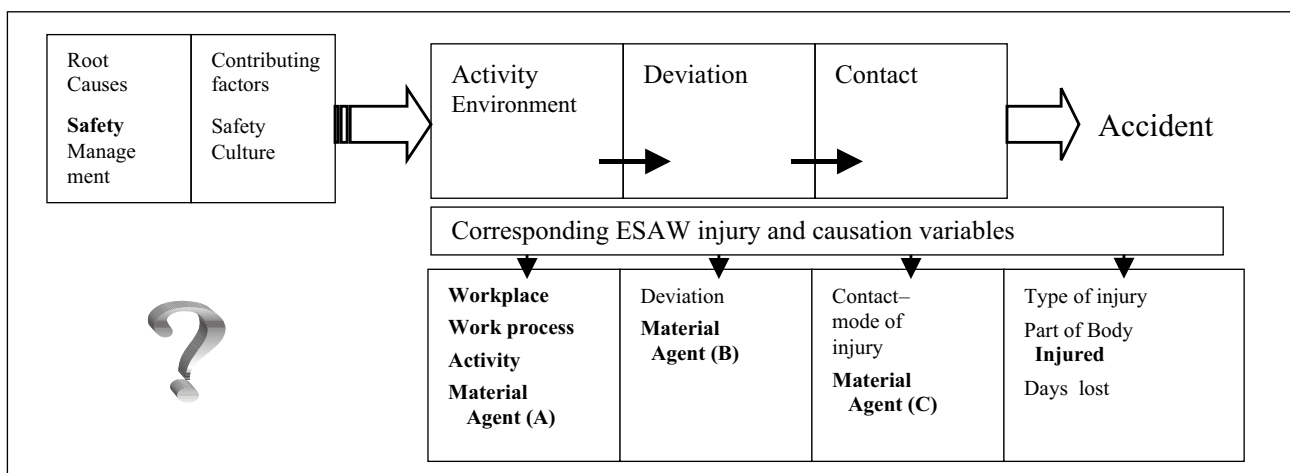 Root
Causes
Safety
Manage
ment
Contributing
factors
Safety
Culture
Activity
Environment
Deviation
Contact
Accident
Corresponding ESAW injury and causation variables
Workplace
Work process
Activity
Material
Agent (A)
Deviation
Material
Agent (B)
Contact–
mode of
injury
Material
Agent (C)
Type of injury
Part of Body
Injured
Days lost
?